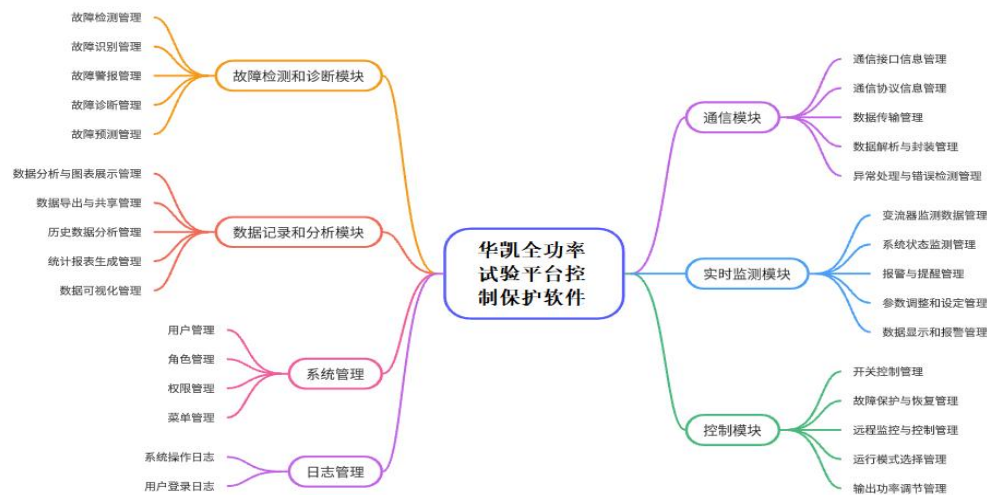 华凯全功率
试验平台控
制保护软件
故障检测和诊断模块
故障检测管理
故障识别管理
故障警报管理
故障诊断管理
故障预测管理
数据记录和分析模块
数据分析与图表展示管理
数据导出与共享管理
历史数据分析管理
统计报表生成管理
数据可视化管理
系统管理
用户管理
角色管理
权限管理
菜单管理
日志管理
系统操作日志
用户登录日志
通信模块
通信接口信息管理
通信协议信息管理
数据传输管理
数据解析与封装管理
异常处理与错误检测管理
实时监测模块
变流器监测数据管理
系统状态监测管理
报警与提醒管理
参数调整和设定管理
数据显示和报警管理
控制模块
开关控制管理
故障保护与恢复管理
远程监控与控制管理
运行模式选择管理
输出功率调节管理